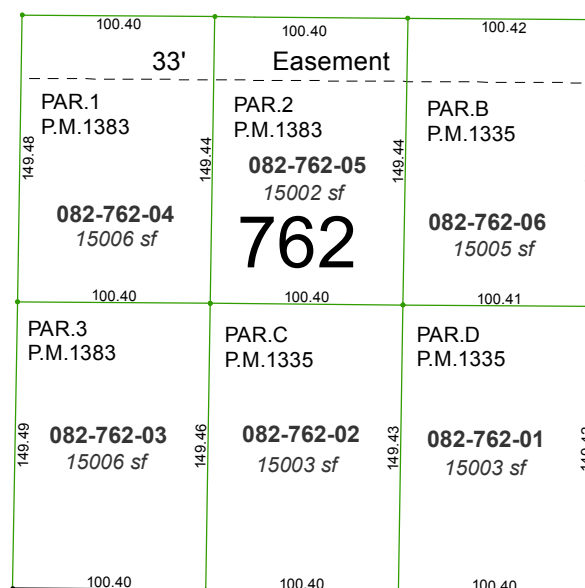 100.40
100.40
100.42
33' Easement
PAR.1
P.M.1383
149.48
082-762-04
15006 sf
PAR.2
P.M.1383
149.44
082-762-05
15002 sf
762
PAR.B
P.M.1335
149.44
082-762-06
15005 sf
100.40
100.40
100.41
PAR.3
P.M.1383
149.49
082-762-03
15006 sf
PAR.C
P.M.1335
149.46
082-762-02
15003 sf
PAR.D
P.M.1335
149.43
082-762-01
15003 sf
100.40
100.40
100.40